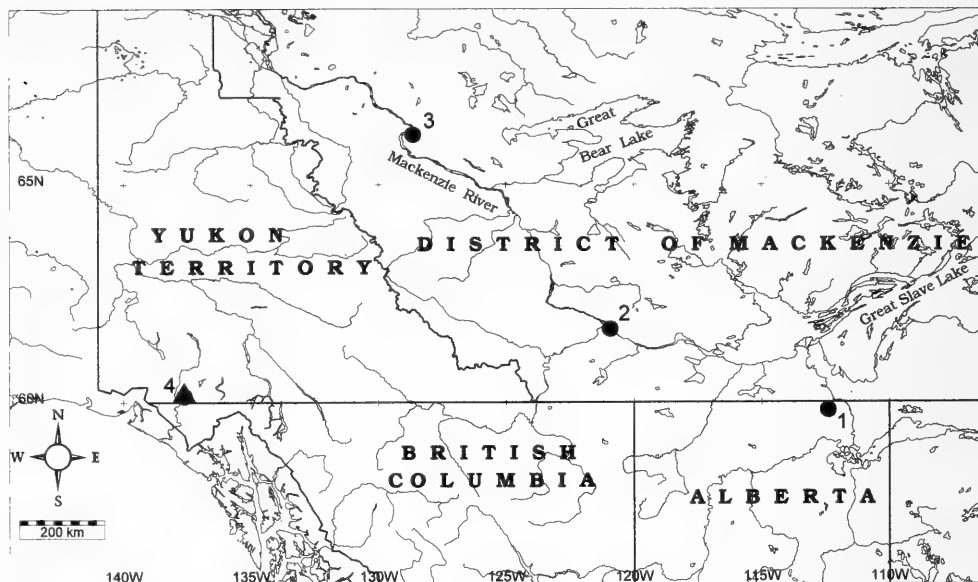 3
Great
Bear Lake
Mackenzie River
65N
YUKON
TERRITORY
DISTRICT OF MACKENZIE
Great Slave Lake
2
4
60N
1
N
W E
S
BRITISH
COLUMBIA
ALBERTA
200 km
140W 135W 130W 125W 120W 115W 110W